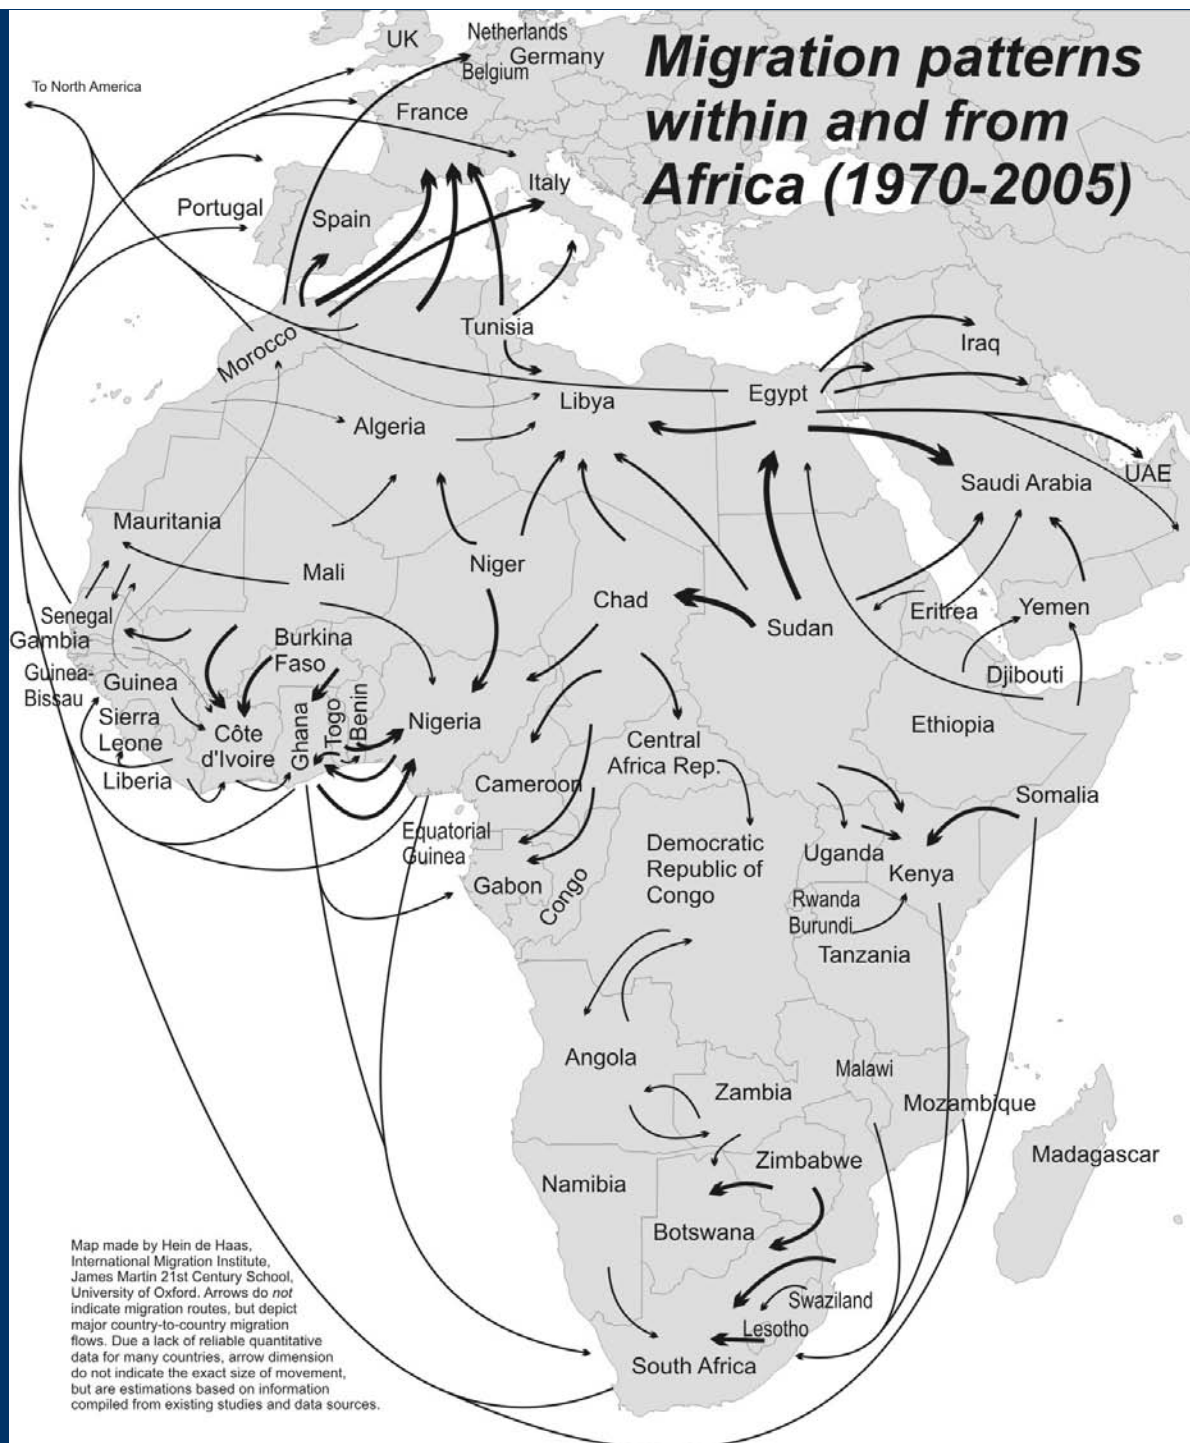 Migration patterns
within and from
Africa (1970-2005)
To North America
UK
Netherlands
Germany
Belgium
France
Italy
Portugal
Spain
Morocco
Tunisia
Iraq
Algeria
Libya
Egypt
Saudi Arabia
UAE
Mauritania
Mali
Niger
Chad
Sudan
Eritrea
Yemen
Senegal
Gambia
Guinea-
Bissau
Guinea
Burkina
Faso
Sierra
Leone
Liberia
Côte
d'Ivoire
Ghana
Togo
Benin
Nigeria
Djibouti
Ethiopia
Central
Africa Rep.
Cameroon
Somalia
Equatorial
Guinea
Gabon
Congo
Democratic
Republic of
Congo
Uganda
Kenya
Rwanda
Burundi
Tanzania
Angola
Zambia
Malawi
Mozambique
Madagascar
Namibia
Zimbabwe
Botswana
Swaziland
Lesotho
South Africa
Map made by Hein de Haas,
International Migration Institute,
James Martin 21st Century School,
University of Oxford. Arrows do not
indicate migration routes, but depict
major country-to-country migration
flows. Due a lack of reliable quantitative
data for many countries, arrow dimension
do not indicate the exact size of movement,
but are estimations based on information
compiled from existing studies and data sources.